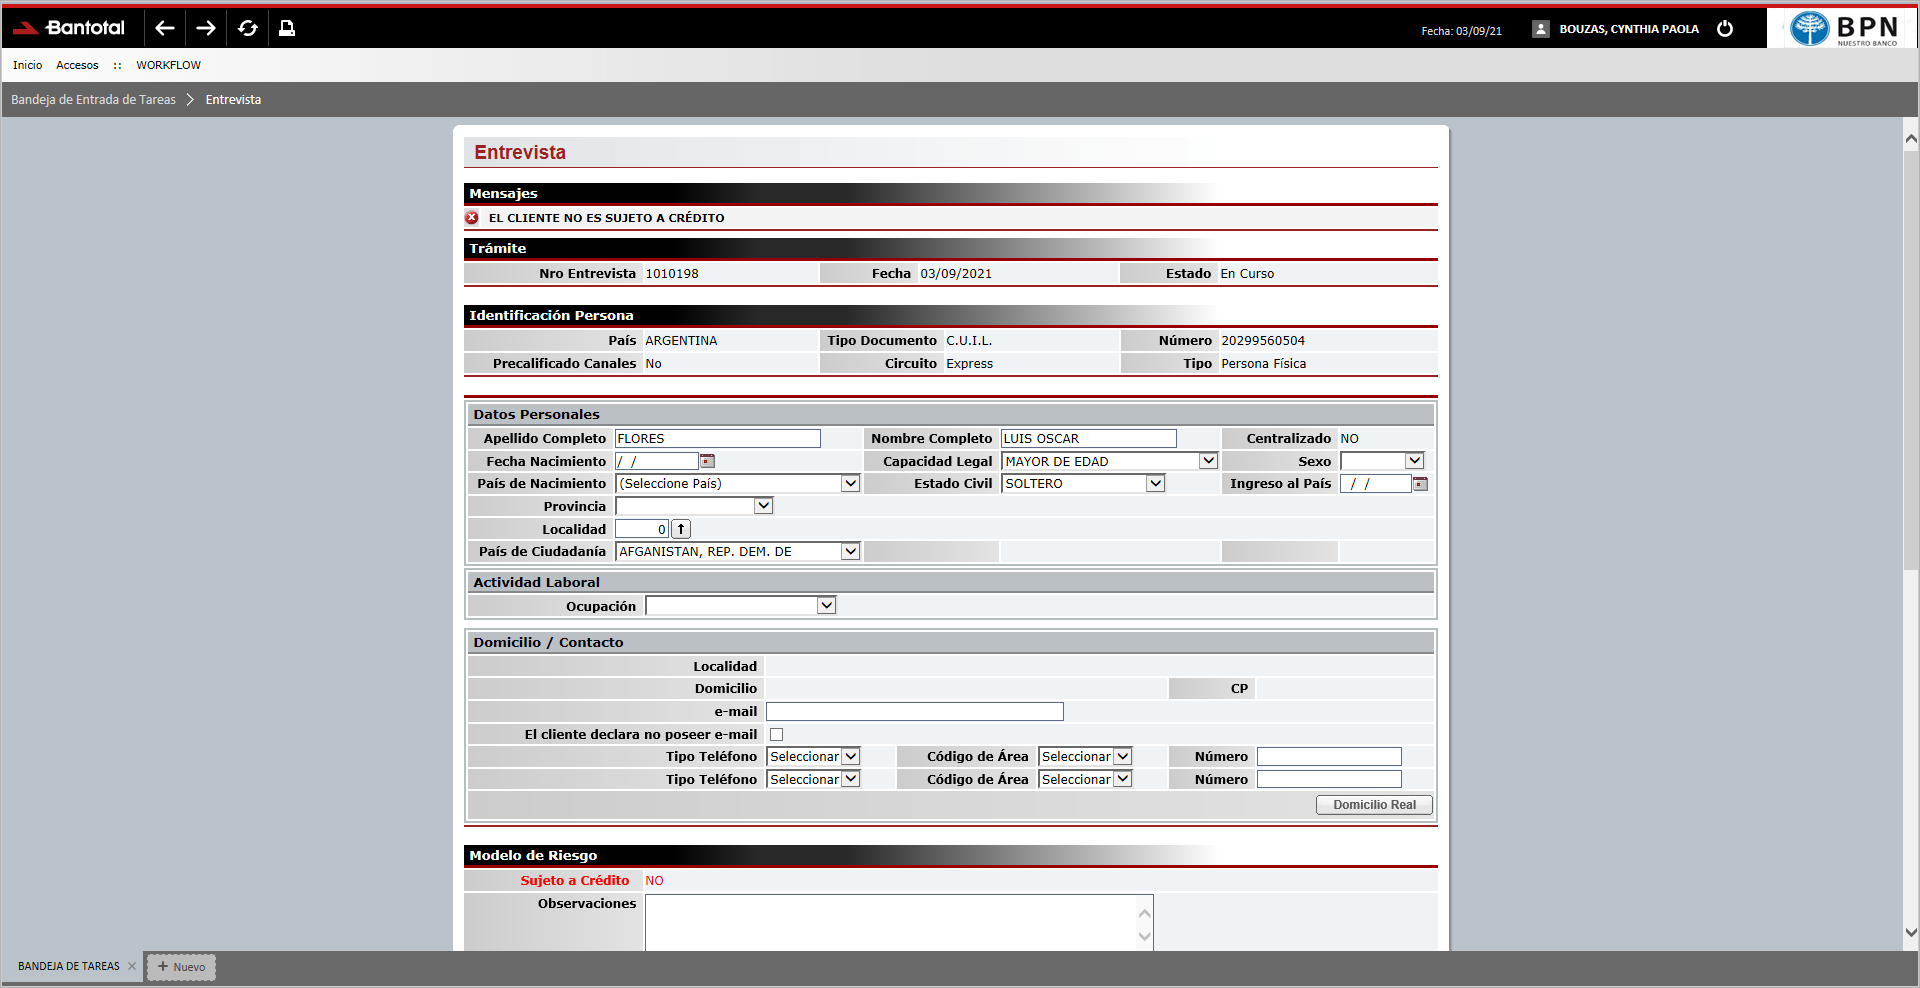 Bantotal
Fecha: 03/09/21
BOUZAS, CYNTHIA PAOLA
BPN
NUESTRO BANCO
Inicio Accesos :: WORKFLOW
Bandeja de Entrada de Tareas > Entrevista
Entrevista
Mensajes
EL CLIENTE NO ES SUJETO A CRÉDITO
Trámite
Nro Entrevista 1010198 Fecha 03/09/2021 Estado En Curso
Identificación Persona
País ARGENTINA Tipo Documento C.U.I.L. Número 20299560504
Precalificado Canales No Circuito Express Tipo Persona Física
Datos Personales
Apellido Completo FLORES Nombre Completo LUIS OSCAR Centralizado NO
Fecha Nacimiento / / Capacidad Legal MAYOR DE EDAD Sexo
País de Nacimiento (Seleccione País) Estado Civil SOLTERO Ingreso al País / /
Provincia
Localidad 0
País de Ciudadanía AFGANISTAN, REP. DEM. DE
Actividad Laboral
Ocupación
Domicilio / Contacto
Localidad
Domicilio CP
e-mail
El cliente declara no poseer e-mail
Tipo Teléfono Seleccionar Código de Área Seleccionar Número
Tipo Teléfono Seleccionar Código de Área Seleccionar Número
Domicilio Real
Modelo de Riesgo
Sujeto a Crédito NO
Observaciones
BANDEJA DE TAREAS × + Nuevo